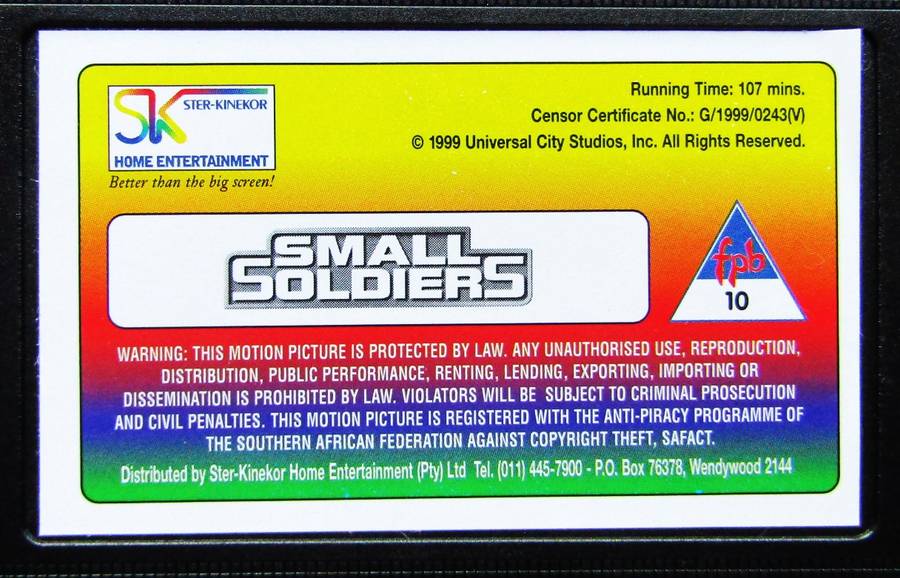 SK STER-KINEKOR
HOME ENTERTAINMENT
Better than the big screen!
Running Time: 107 mins.
Censor Certificate No.: G/1999/0243(V)
© 1999 Universal City Studios, Inc. All Rights Reserved.
SMALL
SOLDIERS
fpb
10
WARNING: THIS MOTION PICTURE IS PROTECTED BY LAW. ANY UNAUTHORISED USE, REPRODUCTION,
DISTRIBUTION, PUBLIC PERFORMANCE, RENTING, LENDING, EXPORTING, IMPORTING OR
DISSEMINATION IS PROHIBITED BY LAW. VIOLATORS WILL BE SUBJECT TO CRIMINAL PROSECUTION
AND CIVIL PENALTIES. THIS MOTION PICTURE IS REGISTERED WITH THE ANTI-PIRACY PROGRAMME OF
THE SOUTHERN AFRICAN FEDERATION AGAINST COPYRIGHT THEFT, SAFACT.
Distributed by Ster-Kinekor Home Entertainment (Pty) Ltd Tel. (011) 445-7900 - P.O. Box 76378, Wendywood 2144